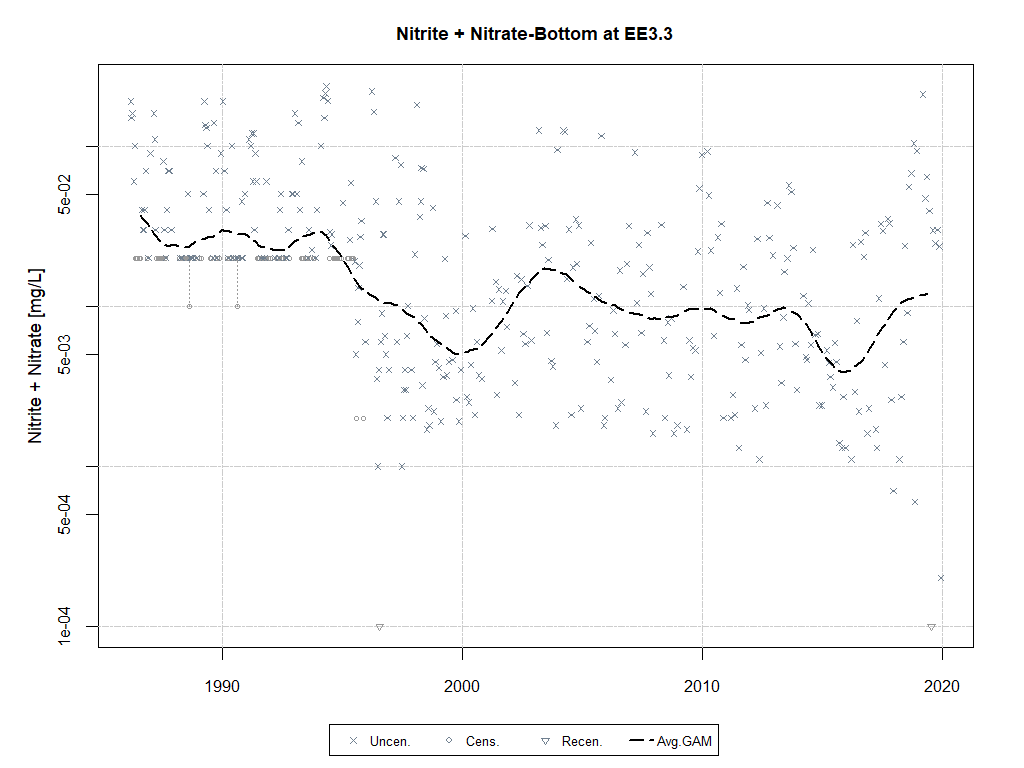 Nitrite + Nitrate-Bottom at EE3.3
Nitrite + Nitrate [mg/L]
5e-02
5e-03
5e-04
1e-04
1990
2000
2010
2020
Uncen. Cens. Recen. Avg.GAM